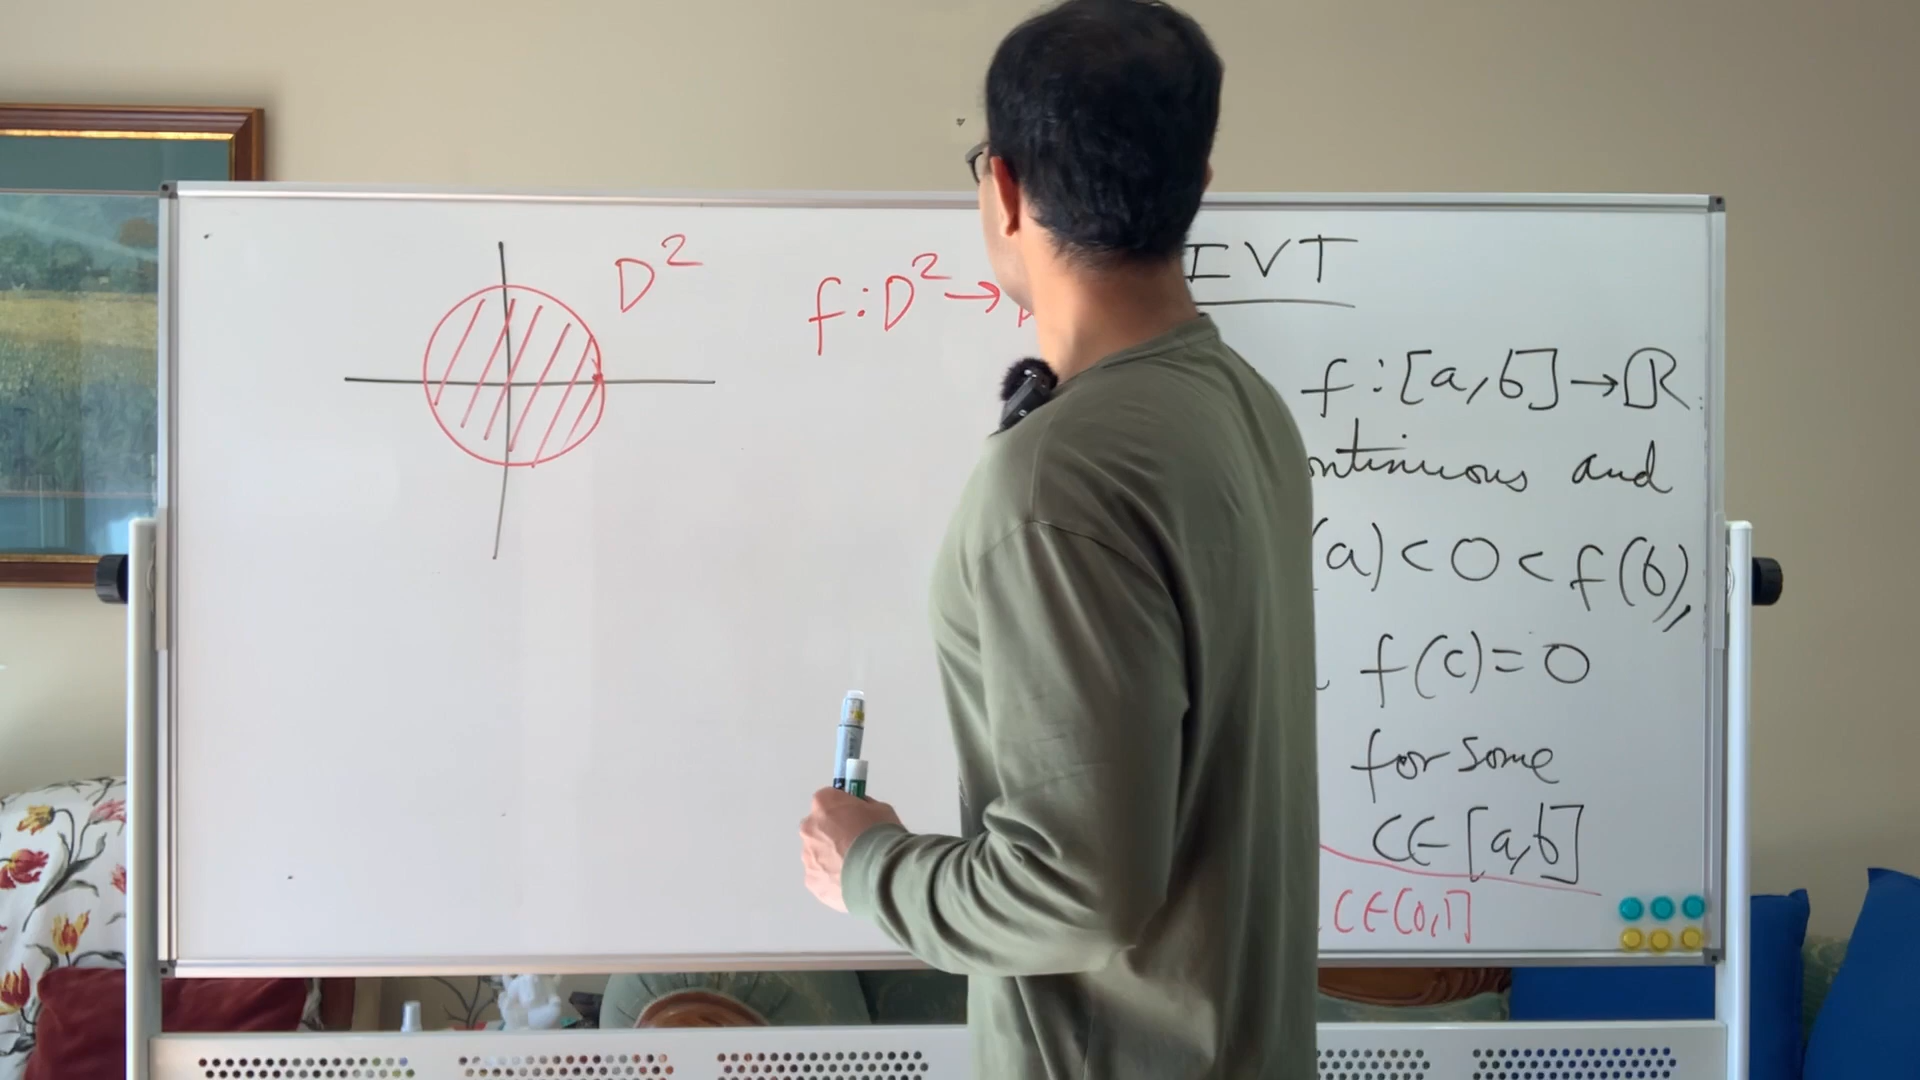 D²
f : D² →
IVT
f : [a, b] → ℝ
ontinuous and
(a) < 0 < f(b),
f(c) = 0
for some
c ∈ [a, b]
c ∈ (0, 1)